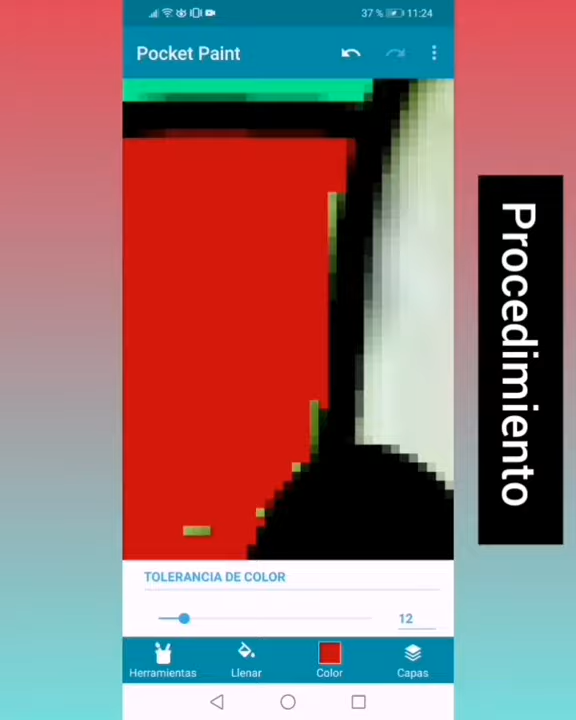 37 % 11:24
Pocket Paint
Procedimiento
TOLERANCIA DE COLOR
12
Herramientas Llenar Color Capas